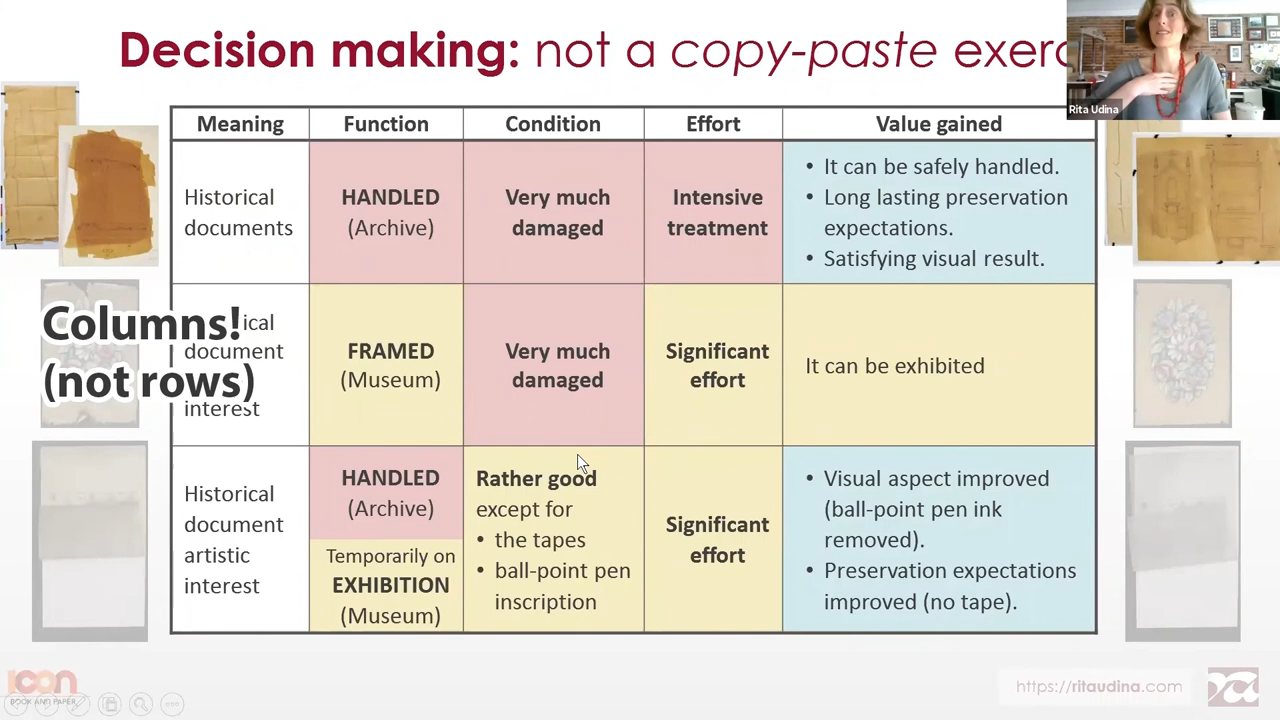 Decision making: not a copy-paste exerc
Rita Udina
Meaning
Function
Condition
Effort
Value gained
Historical
documents
HANDLED
(Archive)
Very much
damaged
Intensive
treatment
• It can be safely handled.
• Long lasting preservation
expectations.
• Satisfying visual result.
Columns!
(not rows)
ical
document
interest
FRAMED
(Museum)
Very much
damaged
Significant
effort
It can be exhibited
Historical
document
artistic
interest
HANDLED
(Archive)
Temporarily on
EXHIBITION
(Museum)
Rather good
except for
• the tapes
• ball-point pen
inscription
Significant
effort
• Visual aspect improved
(ball-point pen ink
removed).
• Preservation expectations
improved (no tape).
icon
BOOK AND PAPER
https://ritaudina.com